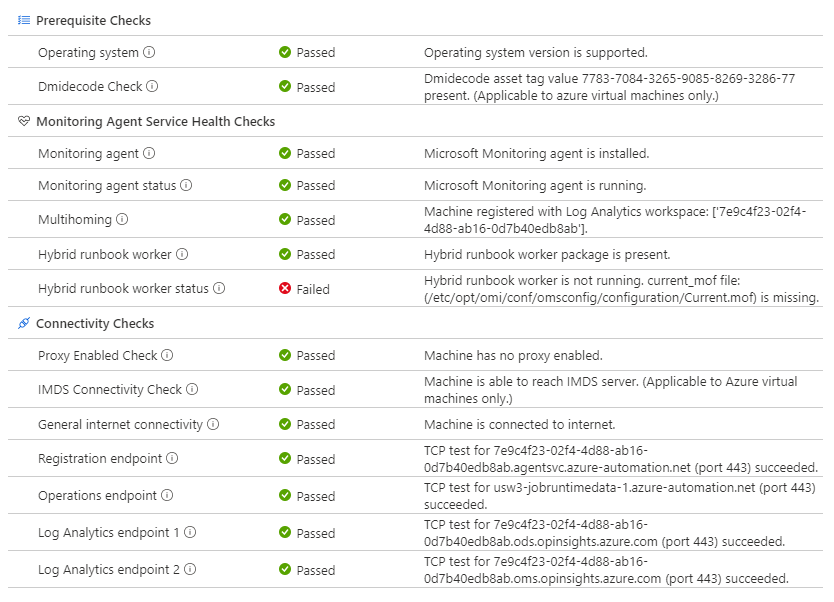 Prerequisite Checks
Operating system Passed Operating system version is supported.
Dmidecode Check Passed Dmidecode asset tag value 7783-7084-3265-9085-8269-3286-77
present. (Applicable to azure virtual machines only.)
Monitoring Agent Service Health Checks
Monitoring agent Passed Microsoft Monitoring agent is installed.
Monitoring agent status Passed Microsoft Monitoring agent is running.
Multihoming Passed Machine registered with Log Analytics workspace: ['7e9c4f23-02f4-
4d88-ab16-0d7b40edb8ab'].
Hybrid runbook worker Passed Hybrid runbook worker package is present.
Hybrid runbook worker status Failed Hybrid runbook worker is not running. current_mof file:
(/etc/opt/omi/conf/omsconfig/configuration/Current.mof) is missing.
Connectivity Checks
Proxy Enabled Check Passed Machine has no proxy enabled.
IMDS Connectivity Check Passed Machine is able to reach IMDS server. (Applicable to Azure virtual
machines only.)
General internet connectivity Passed Machine is connected to internet.
Registration endpoint Passed TCP test for 7e9c4f23-02f4-4d88-ab16-
0d7b40edb8ab.agentsvc.azure-automation.net (port 443) succeeded.
Operations endpoint Passed TCP test for usw3-jobruntimedata-1.azure-automation.net (port 443)
succeeded.
Log Analytics endpoint 1 Passed TCP test for 7e9c4f23-02f4-4d88-ab16-
0d7b40edb8ab.ods.opinsights.azure.com (port 443) succeeded.
Log Analytics endpoint 2 Passed TCP test for 7e9c4f23-02f4-4d88-ab16-
0d7b40edb8ab.oms.opinsights.azure.com (port 443) succeeded.